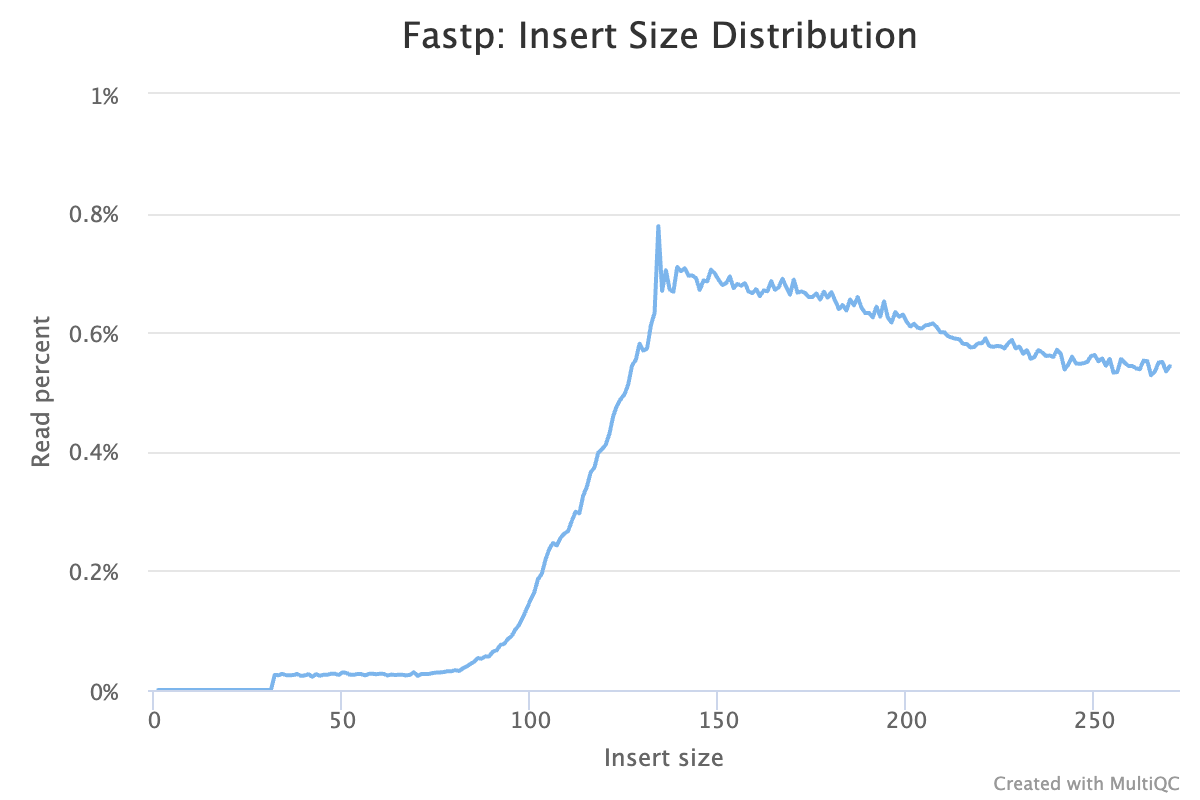 Fastp: Insert Size Distribution
1%
0.8%
0.6%
0.4%
0.2%
0%
Read percent
0 50 100 150 200 250
Insert size
Created with MultiQC